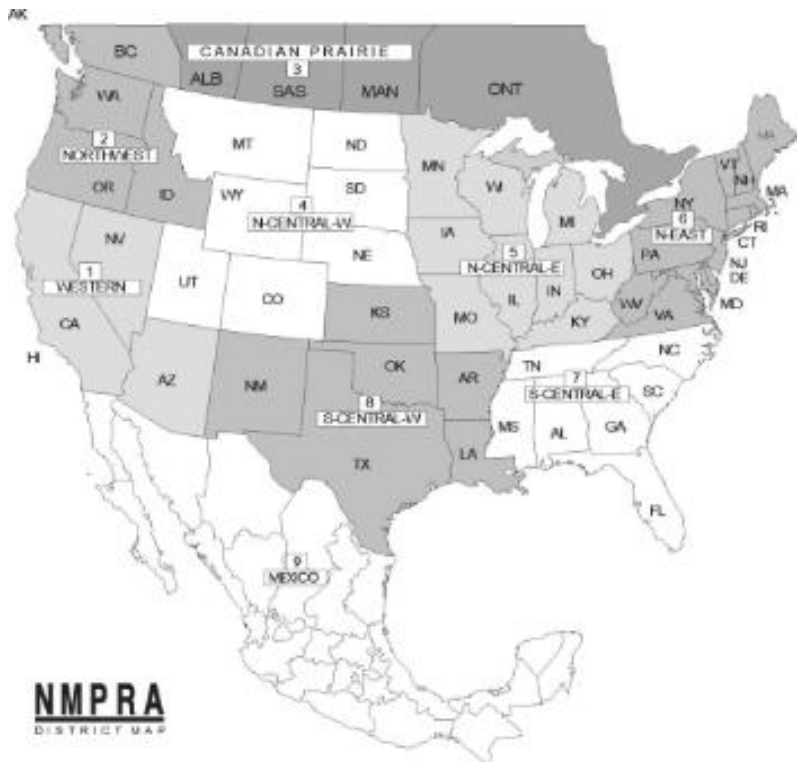 AK
BC
CANADIAN PRAIRIE
3
ALB
SAS
MAN
ONT
WA
2
NORTHWEST
OR
ID
MT
ND
MN
WI
MI
VT
NH
MA
NY
6
N-EAST
RI
CT
PA
NJ
DE
MD
WY
4
N-CENTRAL-W
SD
IA
5
N-CENTRAL-E
NE
NV
1
WESTERN
UT
CO
CA
KS
MO
IL
IN
OH
KY
WV
VA
HI
AZ
NM
OK
AR
TN
NC
7
S-CENTRAL-E
SC
8
S-CENTRAL-W
MS
AL
GA
TX
LA
FL
9
MEXICO
NMPRA
DISTRICT MAP